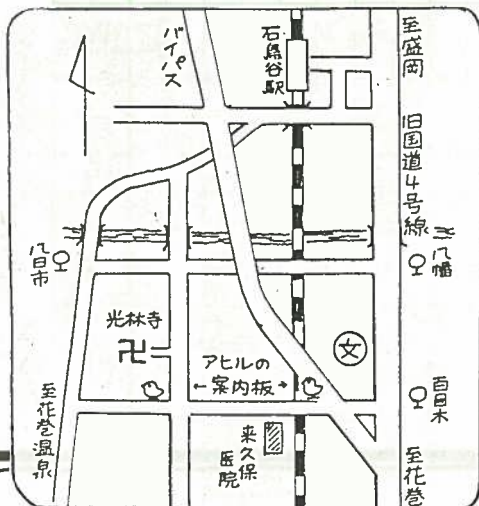 至盛岡
旧国道4号線
八幡
百目木
至花巻
石鳥谷駅
バイパス
文
アヒルの
←案内板→
来久保
医院
光林寺
八日市
至花巻温泉